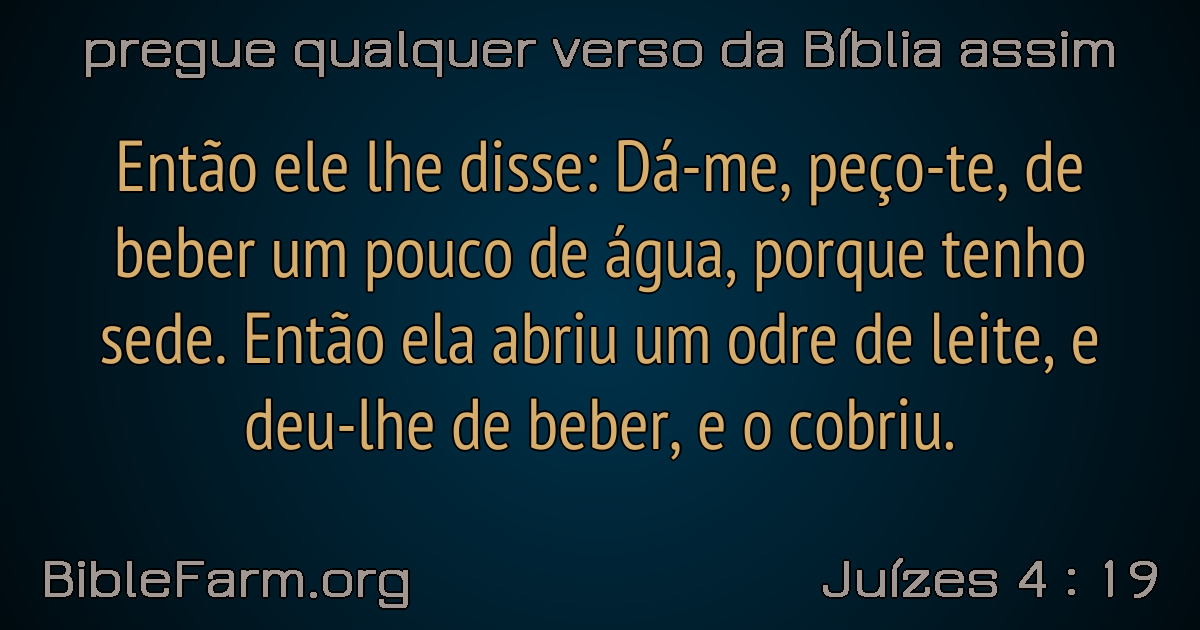 pregue qualquer verso da Bíblia assim
Então ele lhe disse: Dá-me, peço-te, de
beber um pouco de água, porque tenho
sede. Então ela abriu um odre de leite, e
deu-lhe de beber, e o cobriu.
BibleFarm.org
Juízes 4 : 19